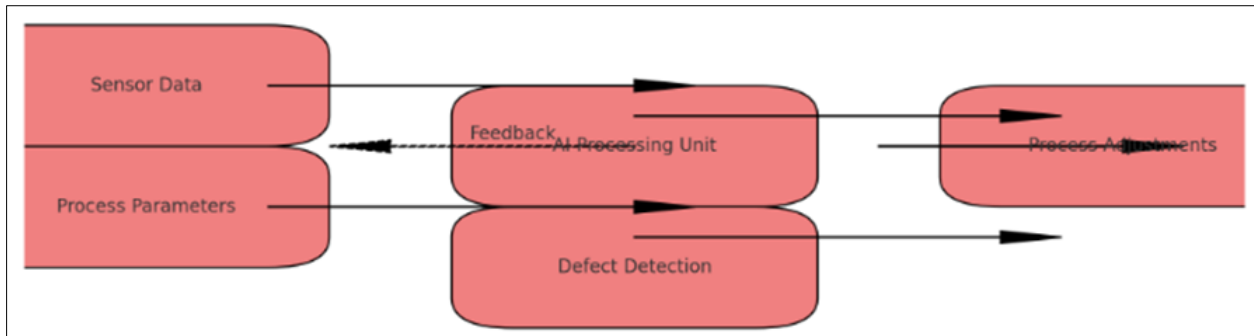 Sensor Data
Feedback
AI Processing Unit
Process Adjustments
Process Parameters
Defect Detection